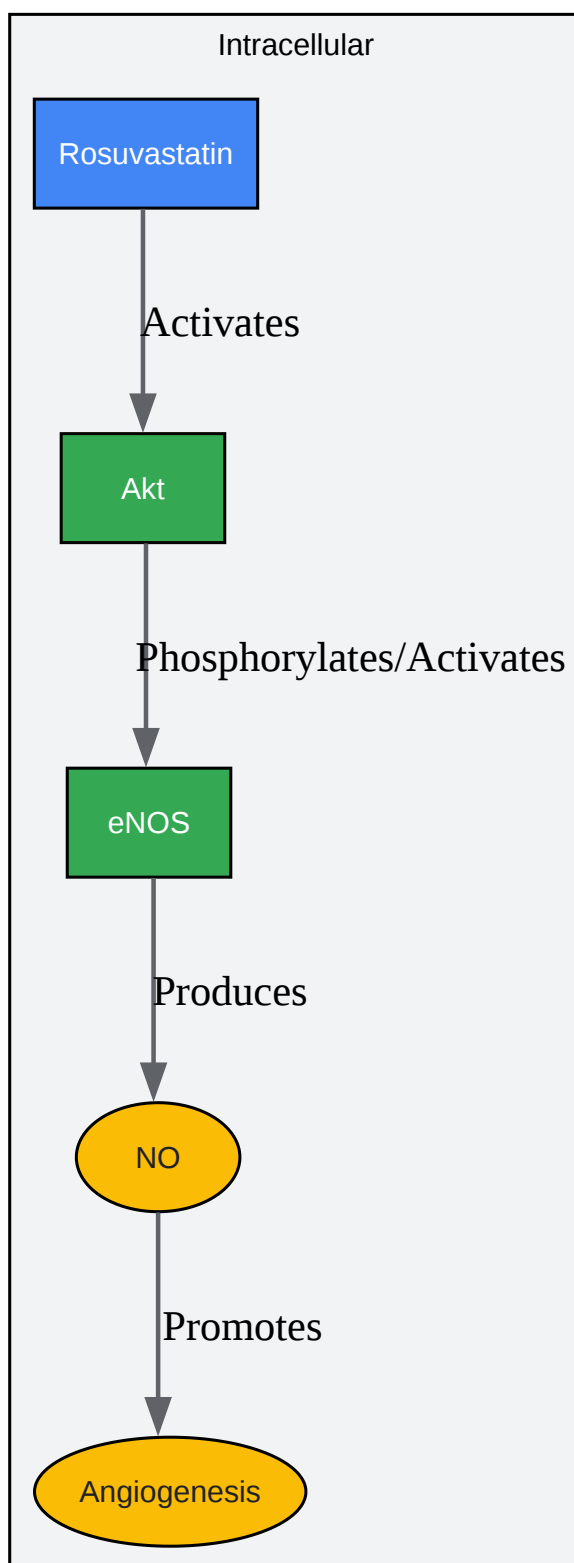 Intracellular
Rosuvastatin
Activates
Akt
Phosphorylates/Activates
eNOS
Produces
NO
Promotes
Angiogenesis